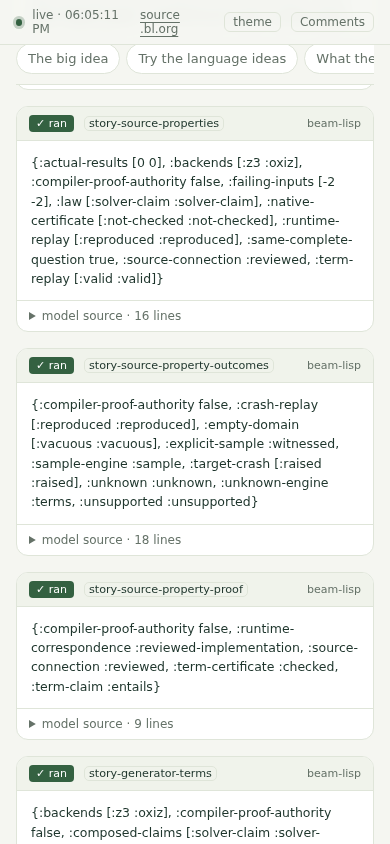 live · 06:05:11 PM
source .bl.org
theme
Comments
The big idea
Try the language ideas
What the
✓ ran story-source-properties beam-lisp
{:actual-results [0 0], :backends [:z3 :oxiz],
:compiler-proof-authority false, :failing-inputs [-2
-2], :law [:solver-claim :solver-claim], :native-
certificate [:not-checked :not-checked], :runtime-
replay [:reproduced :reproduced], :same-complete-
question true, :source-connection :reviewed, :term-
replay [:valid :valid]}
▶ model source · 16 lines
✓ ran story-source-property-outcomes beam-lisp
{:compiler-proof-authority false, :crash-replay
[:reproduced :reproduced], :empty-domain
[:vacuous :vacuous], :explicit-sample :witnessed,
:sample-engine :sample, :target-crash [:raised
:raised], :unknown :unknown, :unknown-engine
:terms, :unsupported :unsupported}
▶ model source · 18 lines
✓ ran story-source-property-proof beam-lisp
{:compiler-proof-authority false, :runtime-
correspondence :reviewed-implementation, :source-
connection :reviewed, :term-certificate :checked,
:term-claim :entails}
▶ model source · 9 lines
✓ ran story-generator-terms beam-lisp
{:backends [:z3 :oxiz], :compiler-proof-authority
false, :composed-claims [:solver-claim :solver-